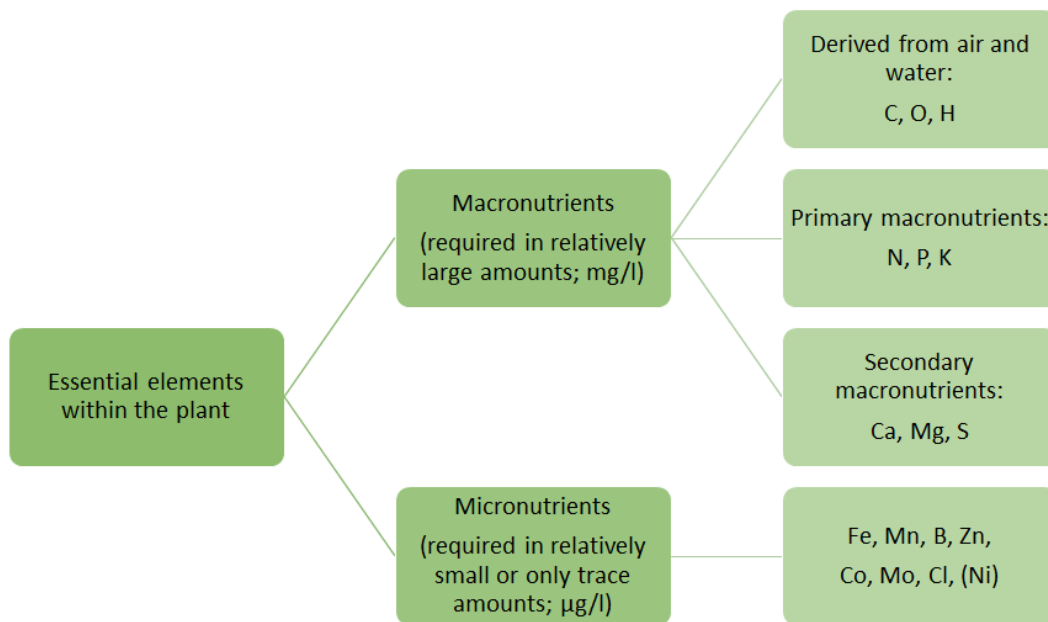 Essential elements
within the plant
Macronutrients
(required in relatively
large amounts; mg/l)
Derived from air and
water:
C, O, H
Primary macronutrients:
N, P, K
Secondary
macronutrients:
Ca, Mg, S
Micronutrients
(required in relatively
small or only trace
amounts; µg/l)
Fe, Mn, B, Zn,
Co, Mo, Cl, (Ni)